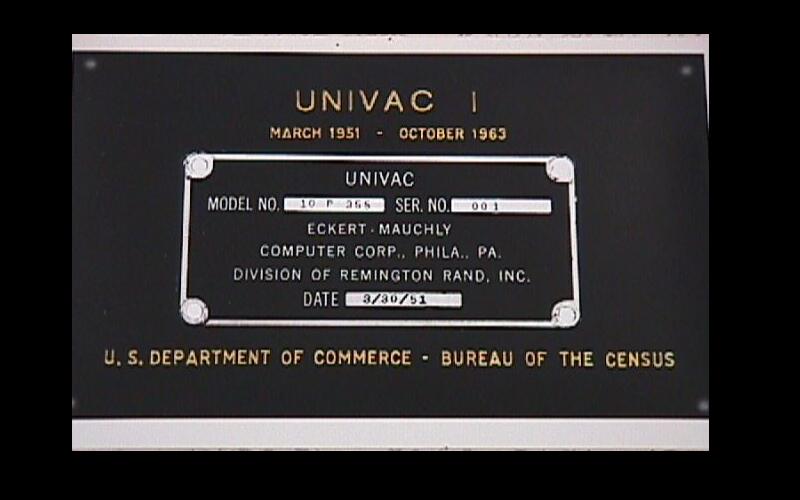 UNIVAC I
MARCH 1951 - OCTOBER 1963
UNIVAC
MODEL NO. 10 P 355 SER. NO. 001
ECKERT - MAUCHLY
COMPUTER CORP., PHILA., PA.
DIVISION OF REMINGTON RAND, INC.
DATE 3/30/51
U. S. DEPARTMENT OF COMMERCE - BUREAU OF THE CENSUS